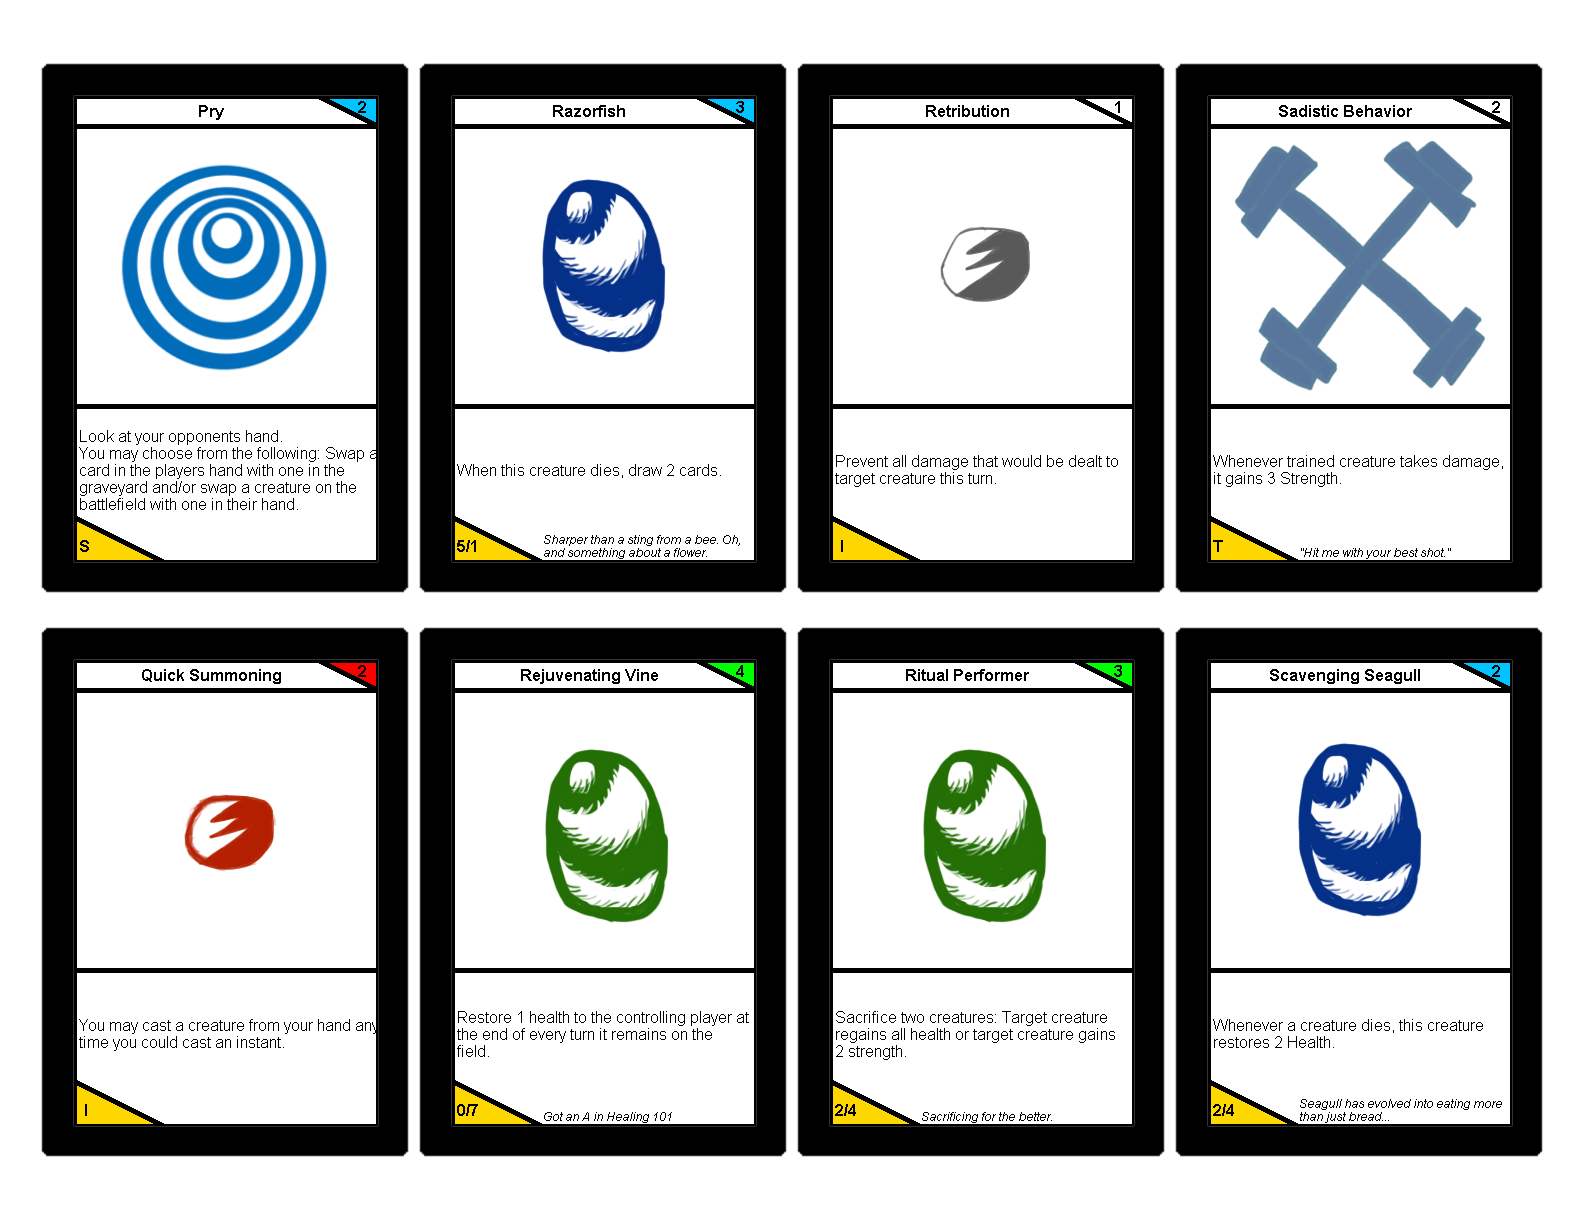 Pry 2
Look at your opponents hand.
You may choose from the following: Swap a
card in the players hand with one in the
graveyard and/or swap a creature on the
battlefield with one in their hand.
S
Razorfish 3
When this creature dies, draw 2 cards.
5/1
Sharper than a sting from a bee. Oh,
and something about a flower.
Retribution 1
Prevent all damage that would be dealt to
target creature this turn.
I
Sadistic Behavior 2
Whenever trained creature takes damage,
it gains 3 Strength.
T
"Hit me with your best shot."
Quick Summoning 2
You may cast a creature from your hand any
time you could cast an instant.
I
Rejuvenating Vine 4
Restore 1 health to the controlling player at
the end of every turn it remains on the
field.
0/7
Got an A in Healing 101
Ritual Performer 3
Sacrifice two creatures: Target creature
regains all health or target creature gains
2 strength.
2/4
Sacrificing for the better.
Scavenging Seagull 2
Whenever a creature dies, this creature
restores 2 Health.
2/4
Seagull has evolved into eating more
than just bread...